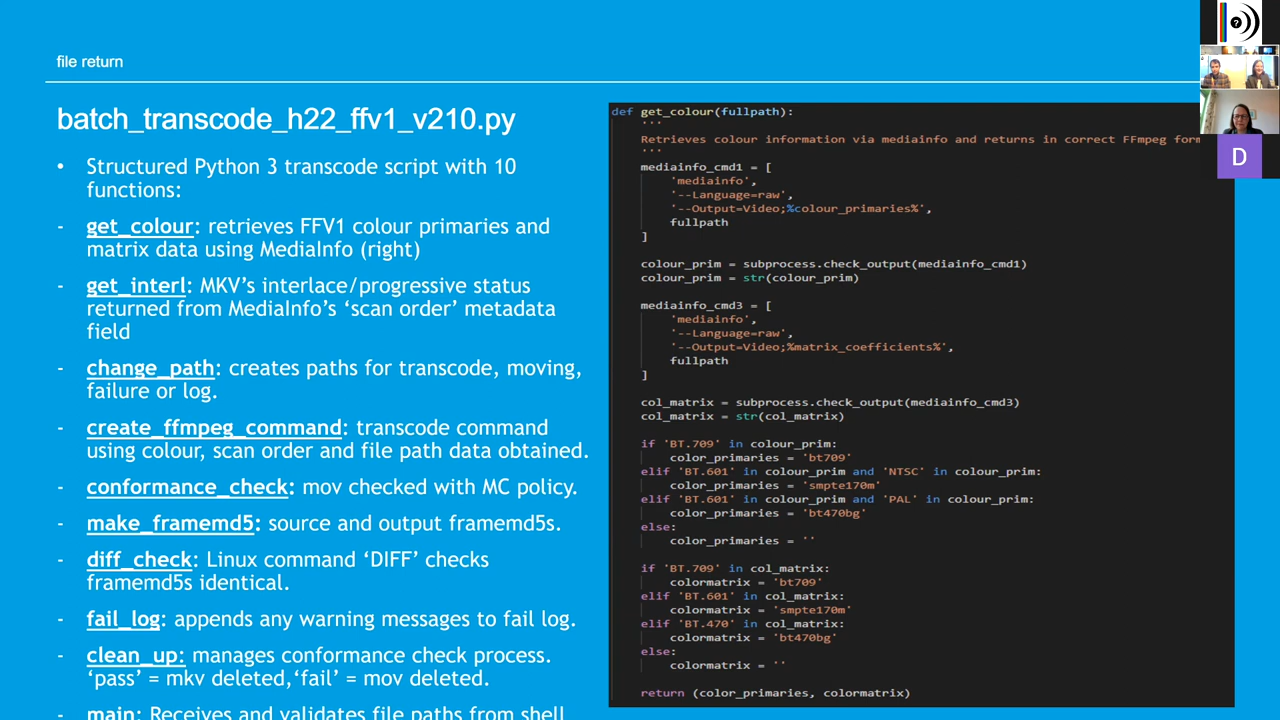 file return
batch_transcode_h22_ffv1_v210.py
• Structured Python 3 transcode script with 10
functions:
- get_colour: retrieves FFV1 colour primaries and
matrix data using MediaInfo (right)
- get_interl: MKV’s interlace/progressive status
returned from MediaInfo’s ‘scan order’ metadata
field
- change_path: creates paths for transcode, moving,
failure or log.
- create_ffmpeg_command: transcode command
using colour, scan order and file path data obtained.
- conformance_check: mov checked with MC policy.
- make_framemd5: source and output framemd5s.
- diff_check: Linux command ‘DIFF’ checks
framemd5s identical.
- fail_log: appends any warning messages to fail log.
- clean_up: manages conformance check process.
‘pass’ = mkv deleted,‘fail’ = mov deleted.
- main: Receives and validates file paths from shell
def get_colour(fullpath):
'''
Retrieves colour information via mediainfo and returns in correct FFmpeg form
'''
mediainfo_cmd1 = [
'mediainfo',
'--Language=raw',
'--Output=Video;%colour_primaries%',
fullpath
]
colour_prim = subprocess.check_output(mediainfo_cmd1)
colour_prim = str(colour_prim)
mediainfo_cmd3 = [
'mediainfo',
'--Language=raw',
'--Output=Video;%matrix_coefficients%',
fullpath
]
col_matrix = subprocess.check_output(mediainfo_cmd3)
col_matrix = str(col_matrix)
if 'BT.709' in colour_prim:
color_primaries = 'bt709'
elif 'BT.601' in colour_prim and 'NTSC' in colour_prim:
color_primaries = 'smpte170m'
elif 'BT.601' in colour_prim and 'PAL' in colour_prim:
color_primaries = 'bt470bg'
else:
color_primaries = ''
if 'BT.709' in col_matrix:
colormatrix = 'bt709'
elif 'BT.601' in col_matrix:
colormatrix = 'smpte170m'
elif 'BT.470' in col_matrix:
colormatrix = 'bt470bg'
else:
colormatrix = ''
return (color_primaries, colormatrix)
?
D